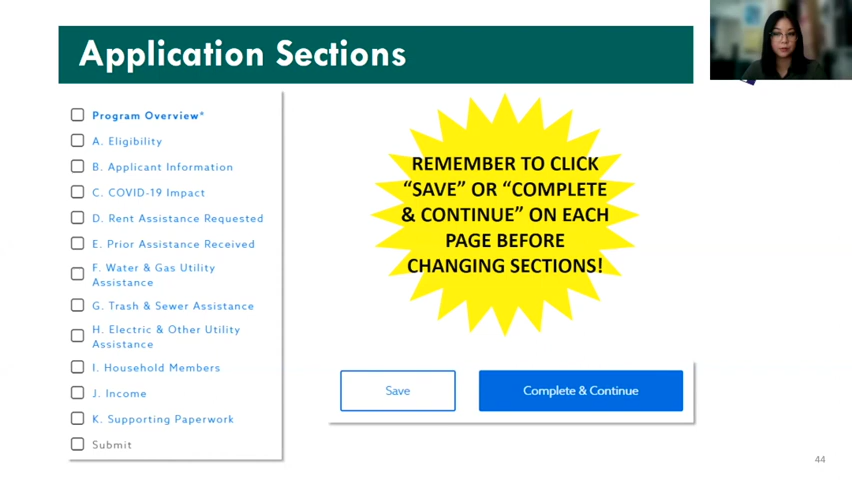 Application Sections
Program Overview*
A. Eligibility
B. Applicant Information
C. COVID-19 Impact
D. Rent Assistance Requested
E. Prior Assistance Received
F. Water & Gas Utility
Assistance
G. Trash & Sewer Assistance
H. Electric & Other Utility
Assistance
I. Household Members
J. Income
K. Supporting Paperwork
Submit
REMEMBER TO CLICK
“SAVE” OR “COMPLETE
& CONTINUE” ON EACH
PAGE BEFORE
CHANGING SECTIONS!
Save
Complete & Continue
44